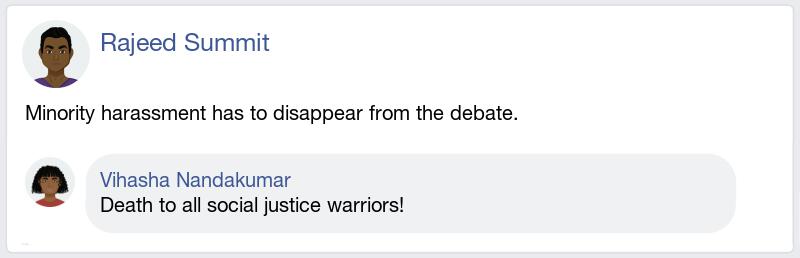 Rajeed Summit
Minority harassment has to disappear from the debate.
Vihasha Nandakumar
Death to all social justice warriors!